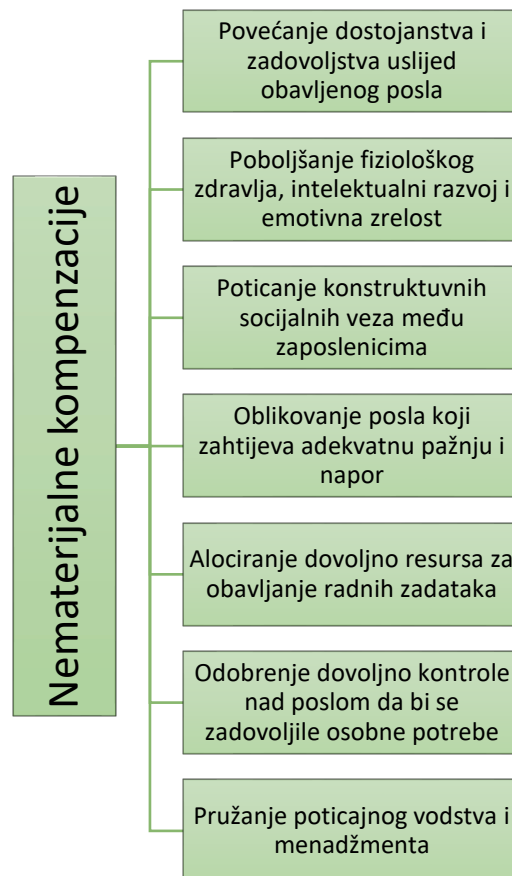 Nematerijalne kompenzacije
Povećanje dostojanstva i
zadovoljstva uslijed
obavljenog posla
Poboljšanje fiziološkog
zdravlja, intelektualni razvoj i
emotivna zrelost
Poticanje konstruktuvnih
socijalnih veza među
zaposlenicima
Oblikovanje posla koji
zahtijeva adekvatnu pažnju i
napor
Alociranje dovoljno resursa za
obavljanje radnih zadataka
Odobrenje dovoljno kontrole
nad poslom da bi se
zadovoljile osobne potrebe
Pružanje poticajnog vodstva i
menadžmenta